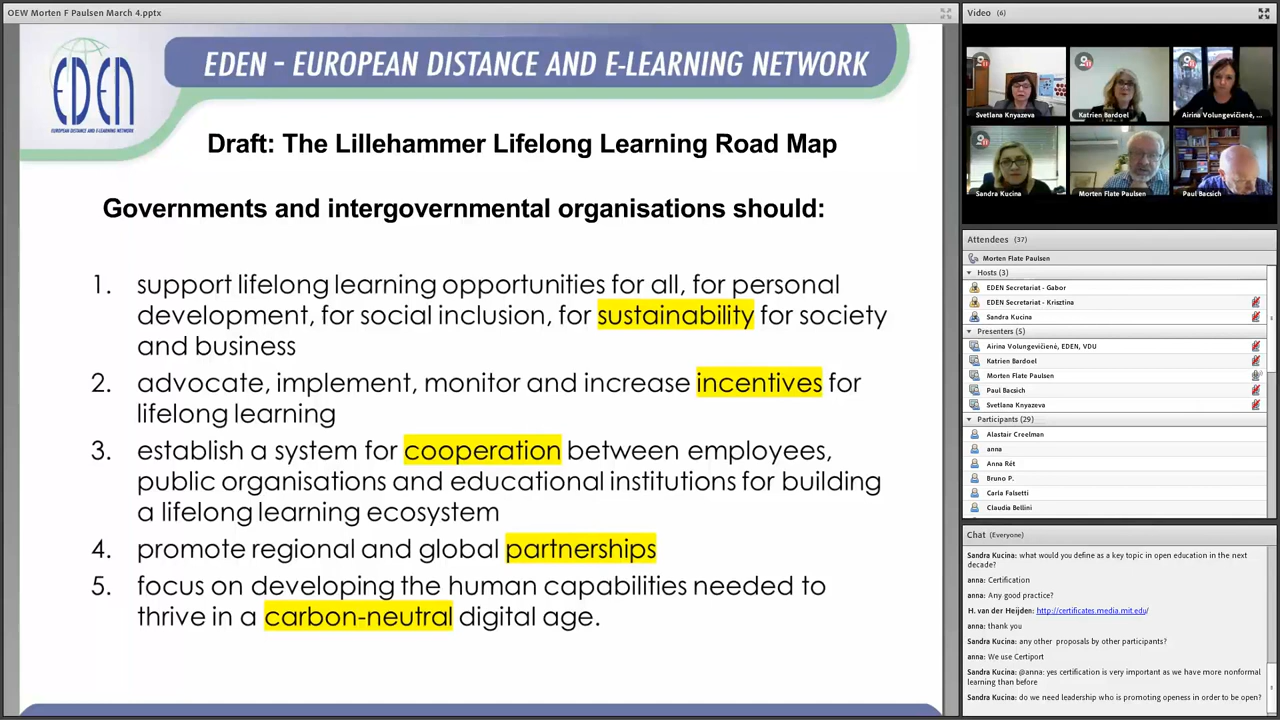 OEW Morten F Paulsen March 4.pptx
EDEN
EUROPEAN DISTANCE AND E-LEARNING NETWORK
EDEN - EUROPEAN DISTANCE AND E-LEARNING NETWORK
Draft: The Lillehammer Lifelong Learning Road Map
Governments and intergovernmental organisations should:
1. support lifelong learning opportunities for all, for personal
development, for social inclusion, for sustainability for society
and business
2. advocate, implement, monitor and increase incentives for
lifelong learning
3. establish a system for cooperation between employees,
public organisations and educational institutions for building
a lifelong learning ecosystem
4. promote regional and global partnerships
5. focus on developing the human capabilities needed to
thrive in a carbon-neutral digital age.
Video (6)
Svetlana Knyazeva
Katrien Bardoel
Airina Volungevičienė, ...
Sandra Kucina
Morten Flate Paulsen
Paul Bacsich
Attendees (37)
Morten Flate Paulsen
Hosts (3)
EDEN Secretariat - Gabor
EDEN Secretariat - Krisztina
Sandra Kucina
Presenters (5)
Airina Volungevičienė, EDEN, VDU
Katrien Bardoel
Morten Flate Paulsen
Paul Bacsich
Svetlana Knyazeva
Participants (29)
Alastair Creelman
anna
Anna Rét
Bruno P.
Carla Falsetti
Claudia Bellini
Chat (Everyone)
Sandra Kucina: what would you define as a key topic in open education in the next
decade?
anna: Certification
anna: Any good practice?
H. van der Heijden: http://certificates.media.mit.edu/
anna: thank you
Sandra Kucina: any other proposals by other participants?
anna: We use Certiport
Sandra Kucina: @anna: yes certification is very important as we have more nonformal
learning than before
Sandra Kucina: do we need leadership who is promoting openess in order to be open?